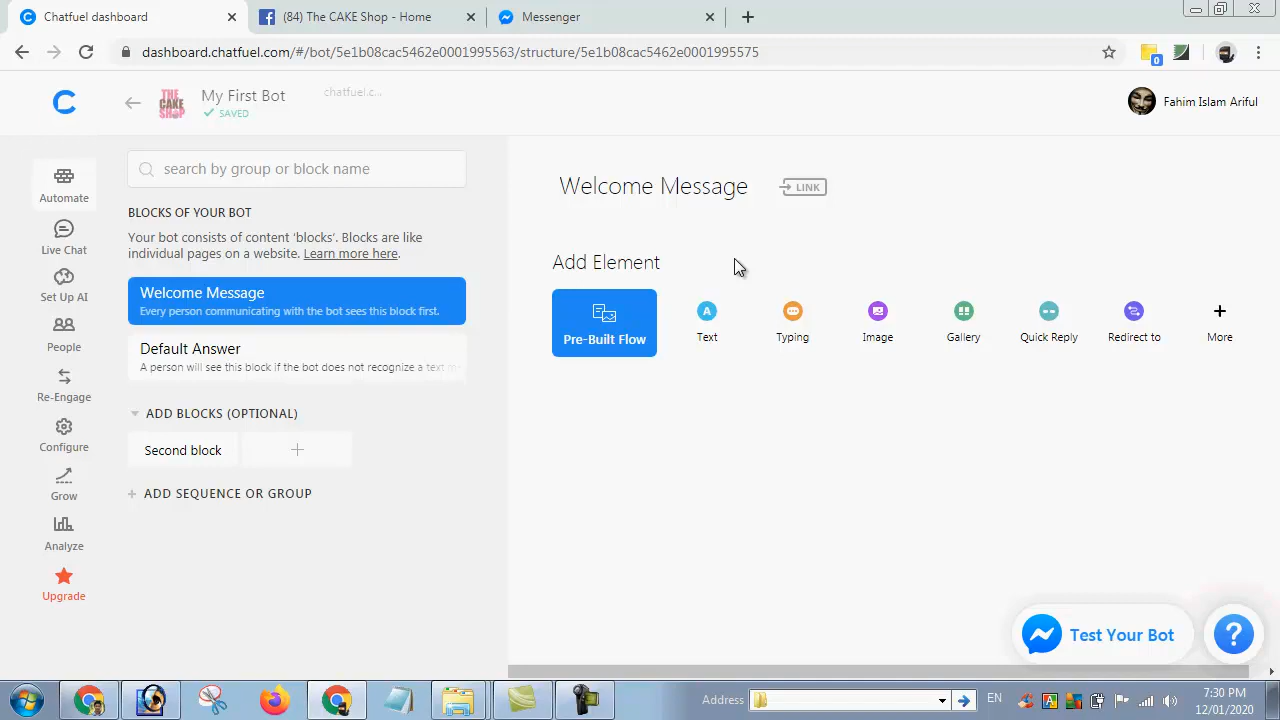 Chatfuel dashboard
(84) The CAKE Shop - Home
Messenger
dashboard.chatfuel.com/#/bot/5e1b08cac5462e0001995563/structure/5e1b08cac5462e0001995575
0
THE CAKE SHOP
My First Bot
SAVED
chatfuel.c...
Fahim Islam Ariful
Automate
Live Chat
Set Up AI
People
Re-Engage
Configure
Grow
Analyze
Upgrade
search by group or block name
BLOCKS OF YOUR BOT
Your bot consists of content 'blocks'. Blocks are like
individual pages on a website. Learn more here.
Welcome Message
Every person communicating with the bot sees this block first.
Default Answer
A person will see this block if the bot does not recognize a text m
ADD BLOCKS (OPTIONAL)
Second block
ADD SEQUENCE OR GROUP
Welcome Message
LINK
Add Element
Pre-Built Flow
A
Text
Typing
Image
Gallery
Quick Reply
Redirect to
More
Test Your Bot
?
Address
EN
7:30 PM
12/01/2020